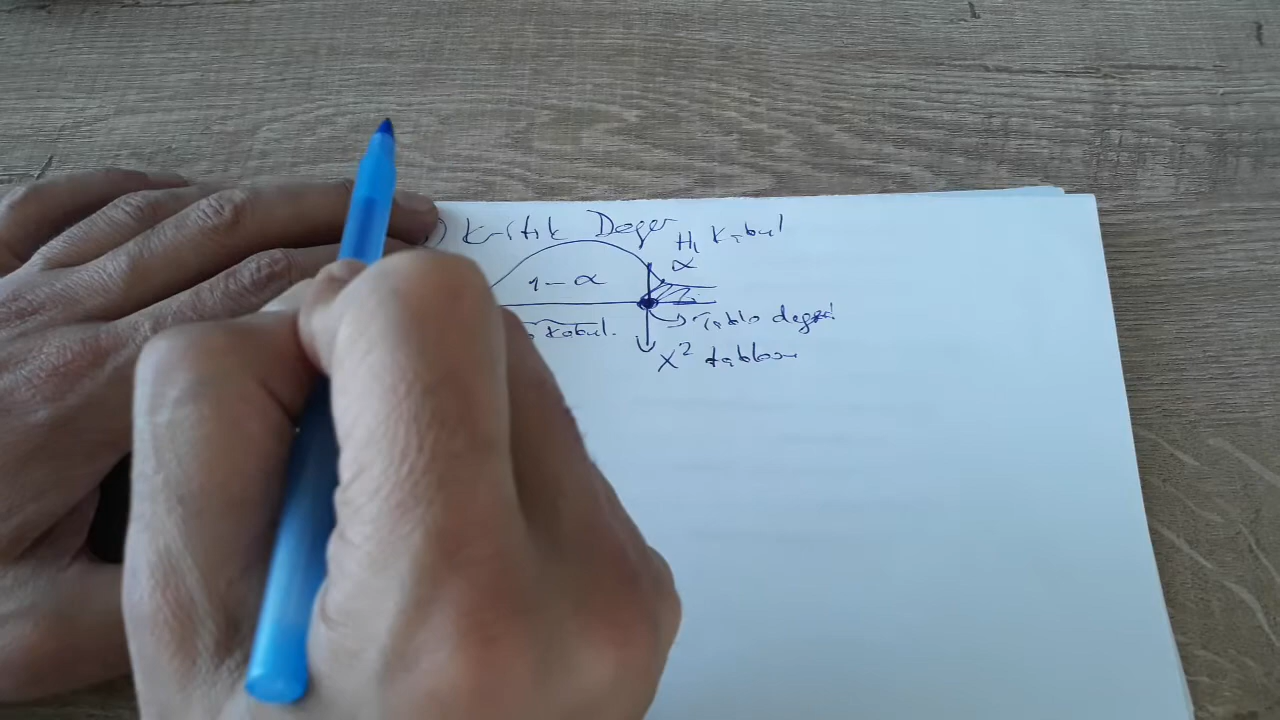 ) Kritik Değer
H₁ Kabul
α
1-α
Kabul.
→ Tablo değeri
X² tablosu